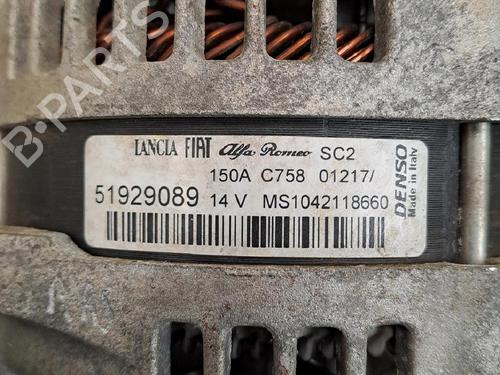 LANCIA FIAT Alfa Romeo SC2
150A C758 01217/
51929089 14 V MS1042118660
DENSO
Made in Italy
B-PARTS